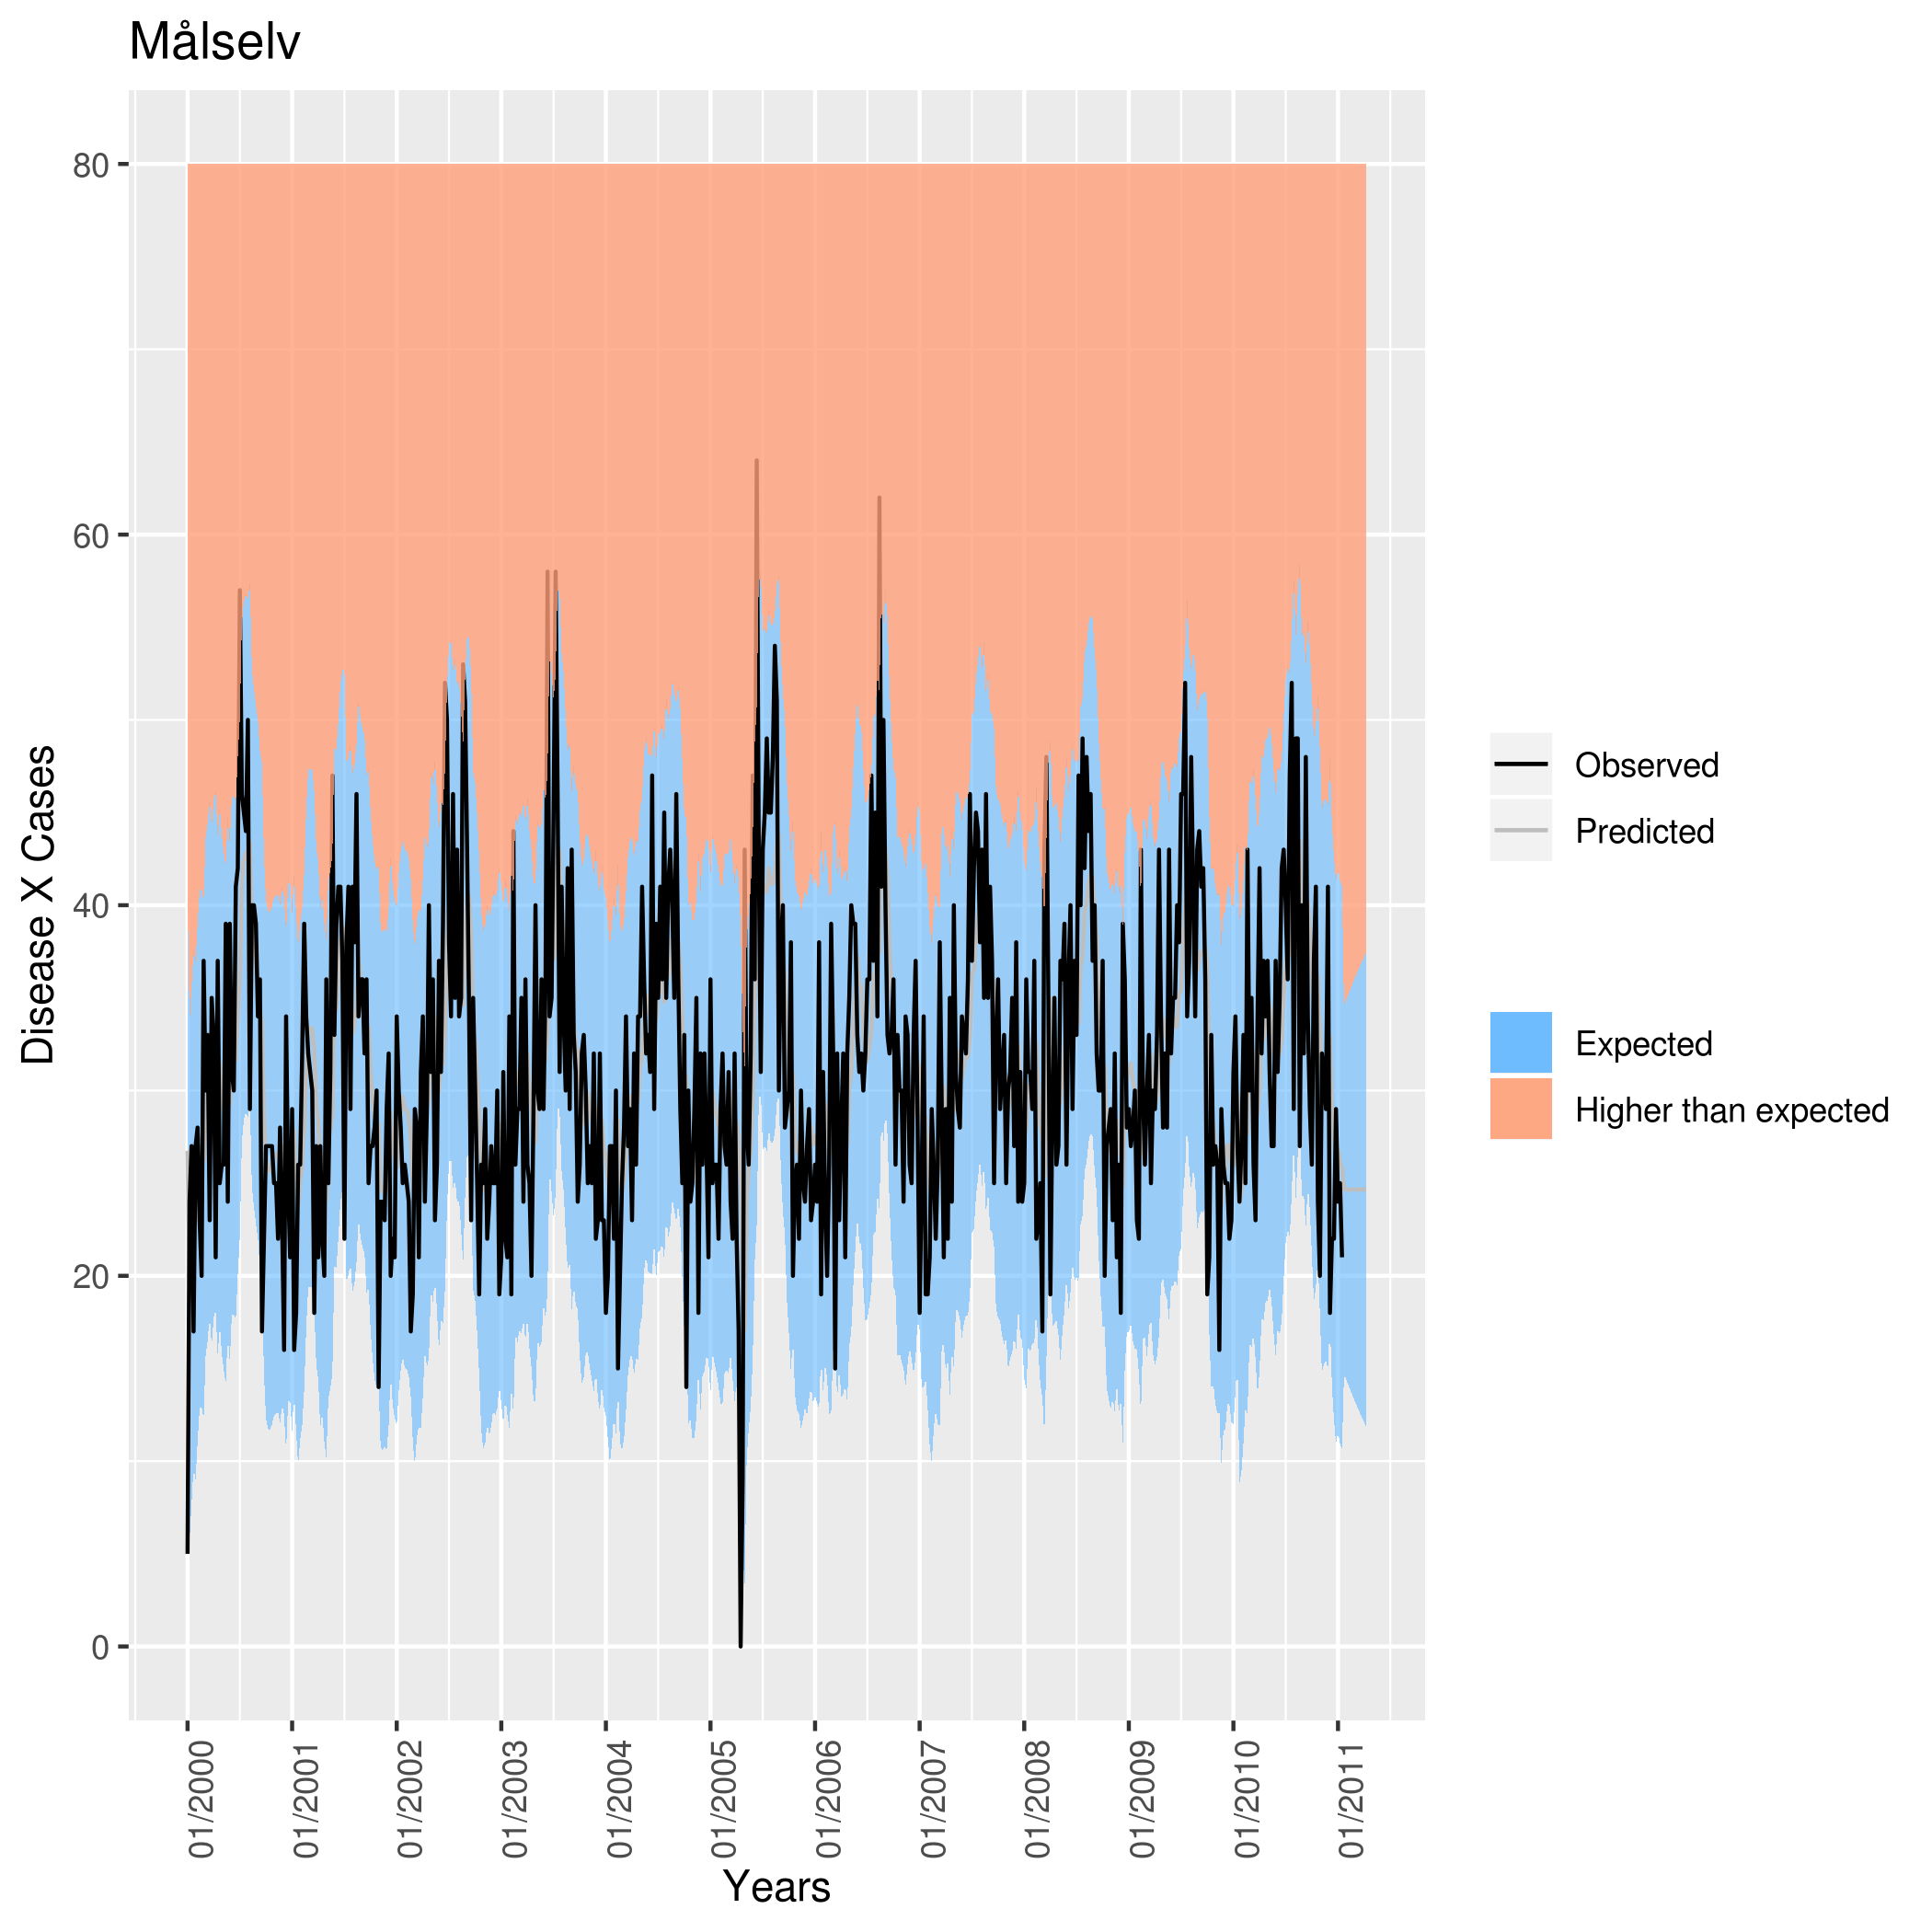 Målselv
Disease X Cases
80
60
40
20
0
01/2000
01/2001
01/2002
01/2003
01/2004
01/2005
01/2006
01/2007
01/2008
01/2009
01/2010
01/2011
Years
Observed
Predicted
Expected
Higher than expected